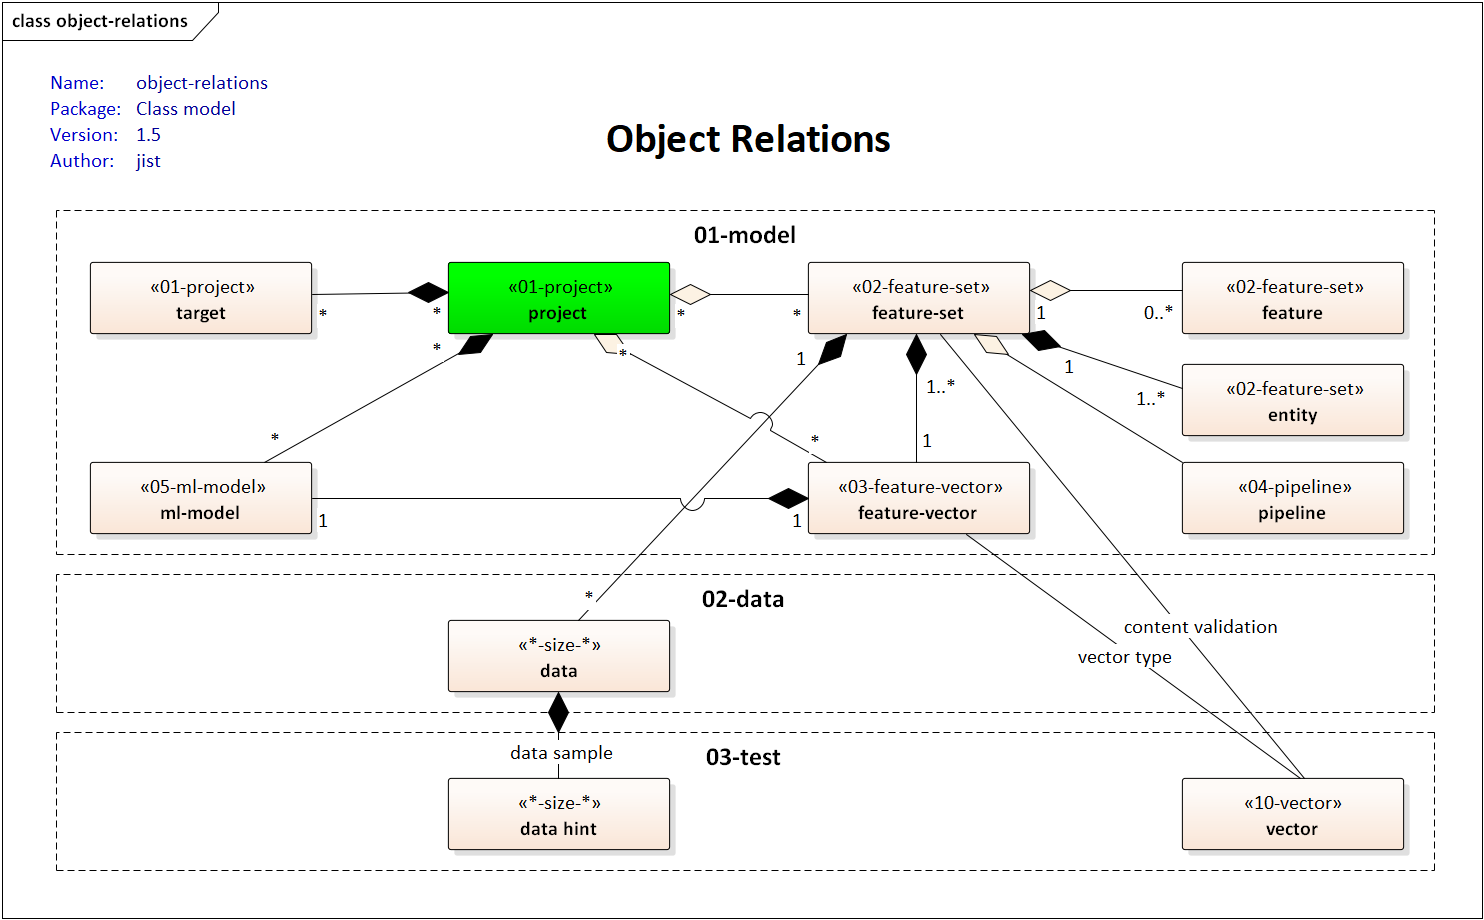 class object-relations
Name: object-relations
Package: Class model
Version: 1.5
Author: jist
Object Relations
01-model
«01-project»
target
«01-project»
project
«02-feature-set»
feature-set
«02-feature-set»
feature
* * * * 1 0..*
* * 1 1 1..* 1..*
«02-feature-set»
entity
* * 1
«05-ml-model»
ml-model
«03-feature-vector»
feature-vector
«04-pipeline»
pipeline
1 1
02-data
*
«*-size-*»
data
content validation
vector type
03-test
data sample
«*-size-*»
data hint
«10-vector»
vector